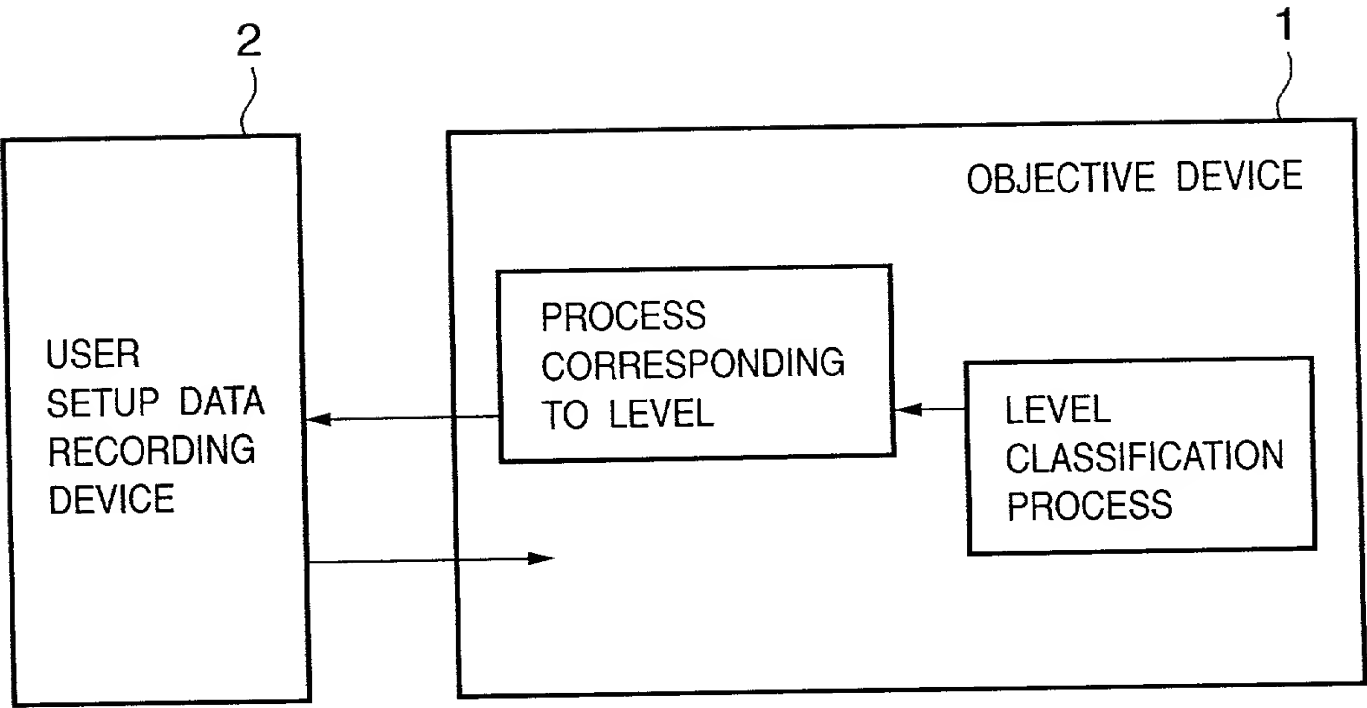 2
1
OBJECTIVE DEVICE
USER
SETUP DATA
RECORDING
DEVICE
PROCESS
CORRESPONDING
TO LEVEL
LEVEL
CLASSIFICATION
PROCESS